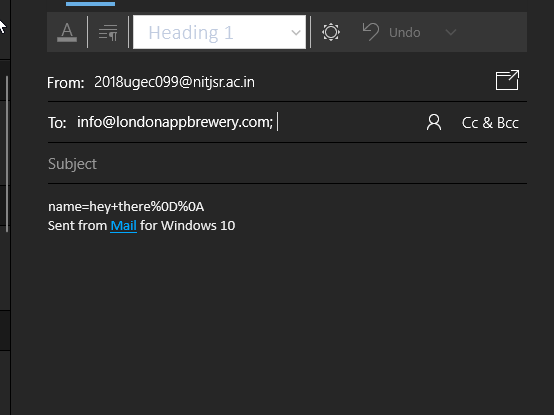 A
Heading 1
Undo
From: 2018ugec099@nitjsr.ac.in
To: info@londonappbrewery.com;
Cc & Bcc
Subject
name=hey+there%0D%0A
Sent from Mail for Windows 10